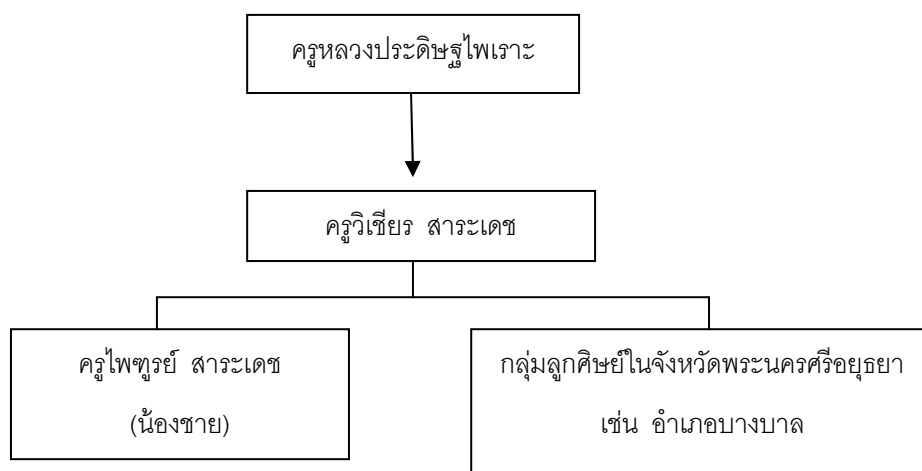 ครูหลวงประดิษฐไพเราะ
ครูวิเชียร สาระเดช
ครูไพฑูรย์ สาระเดช
(น้องชาย)
กลุ่มลูกศิษย์ในจังหวัดพระนครศรีอยุธยา
เช่น อำเภอบางบาล